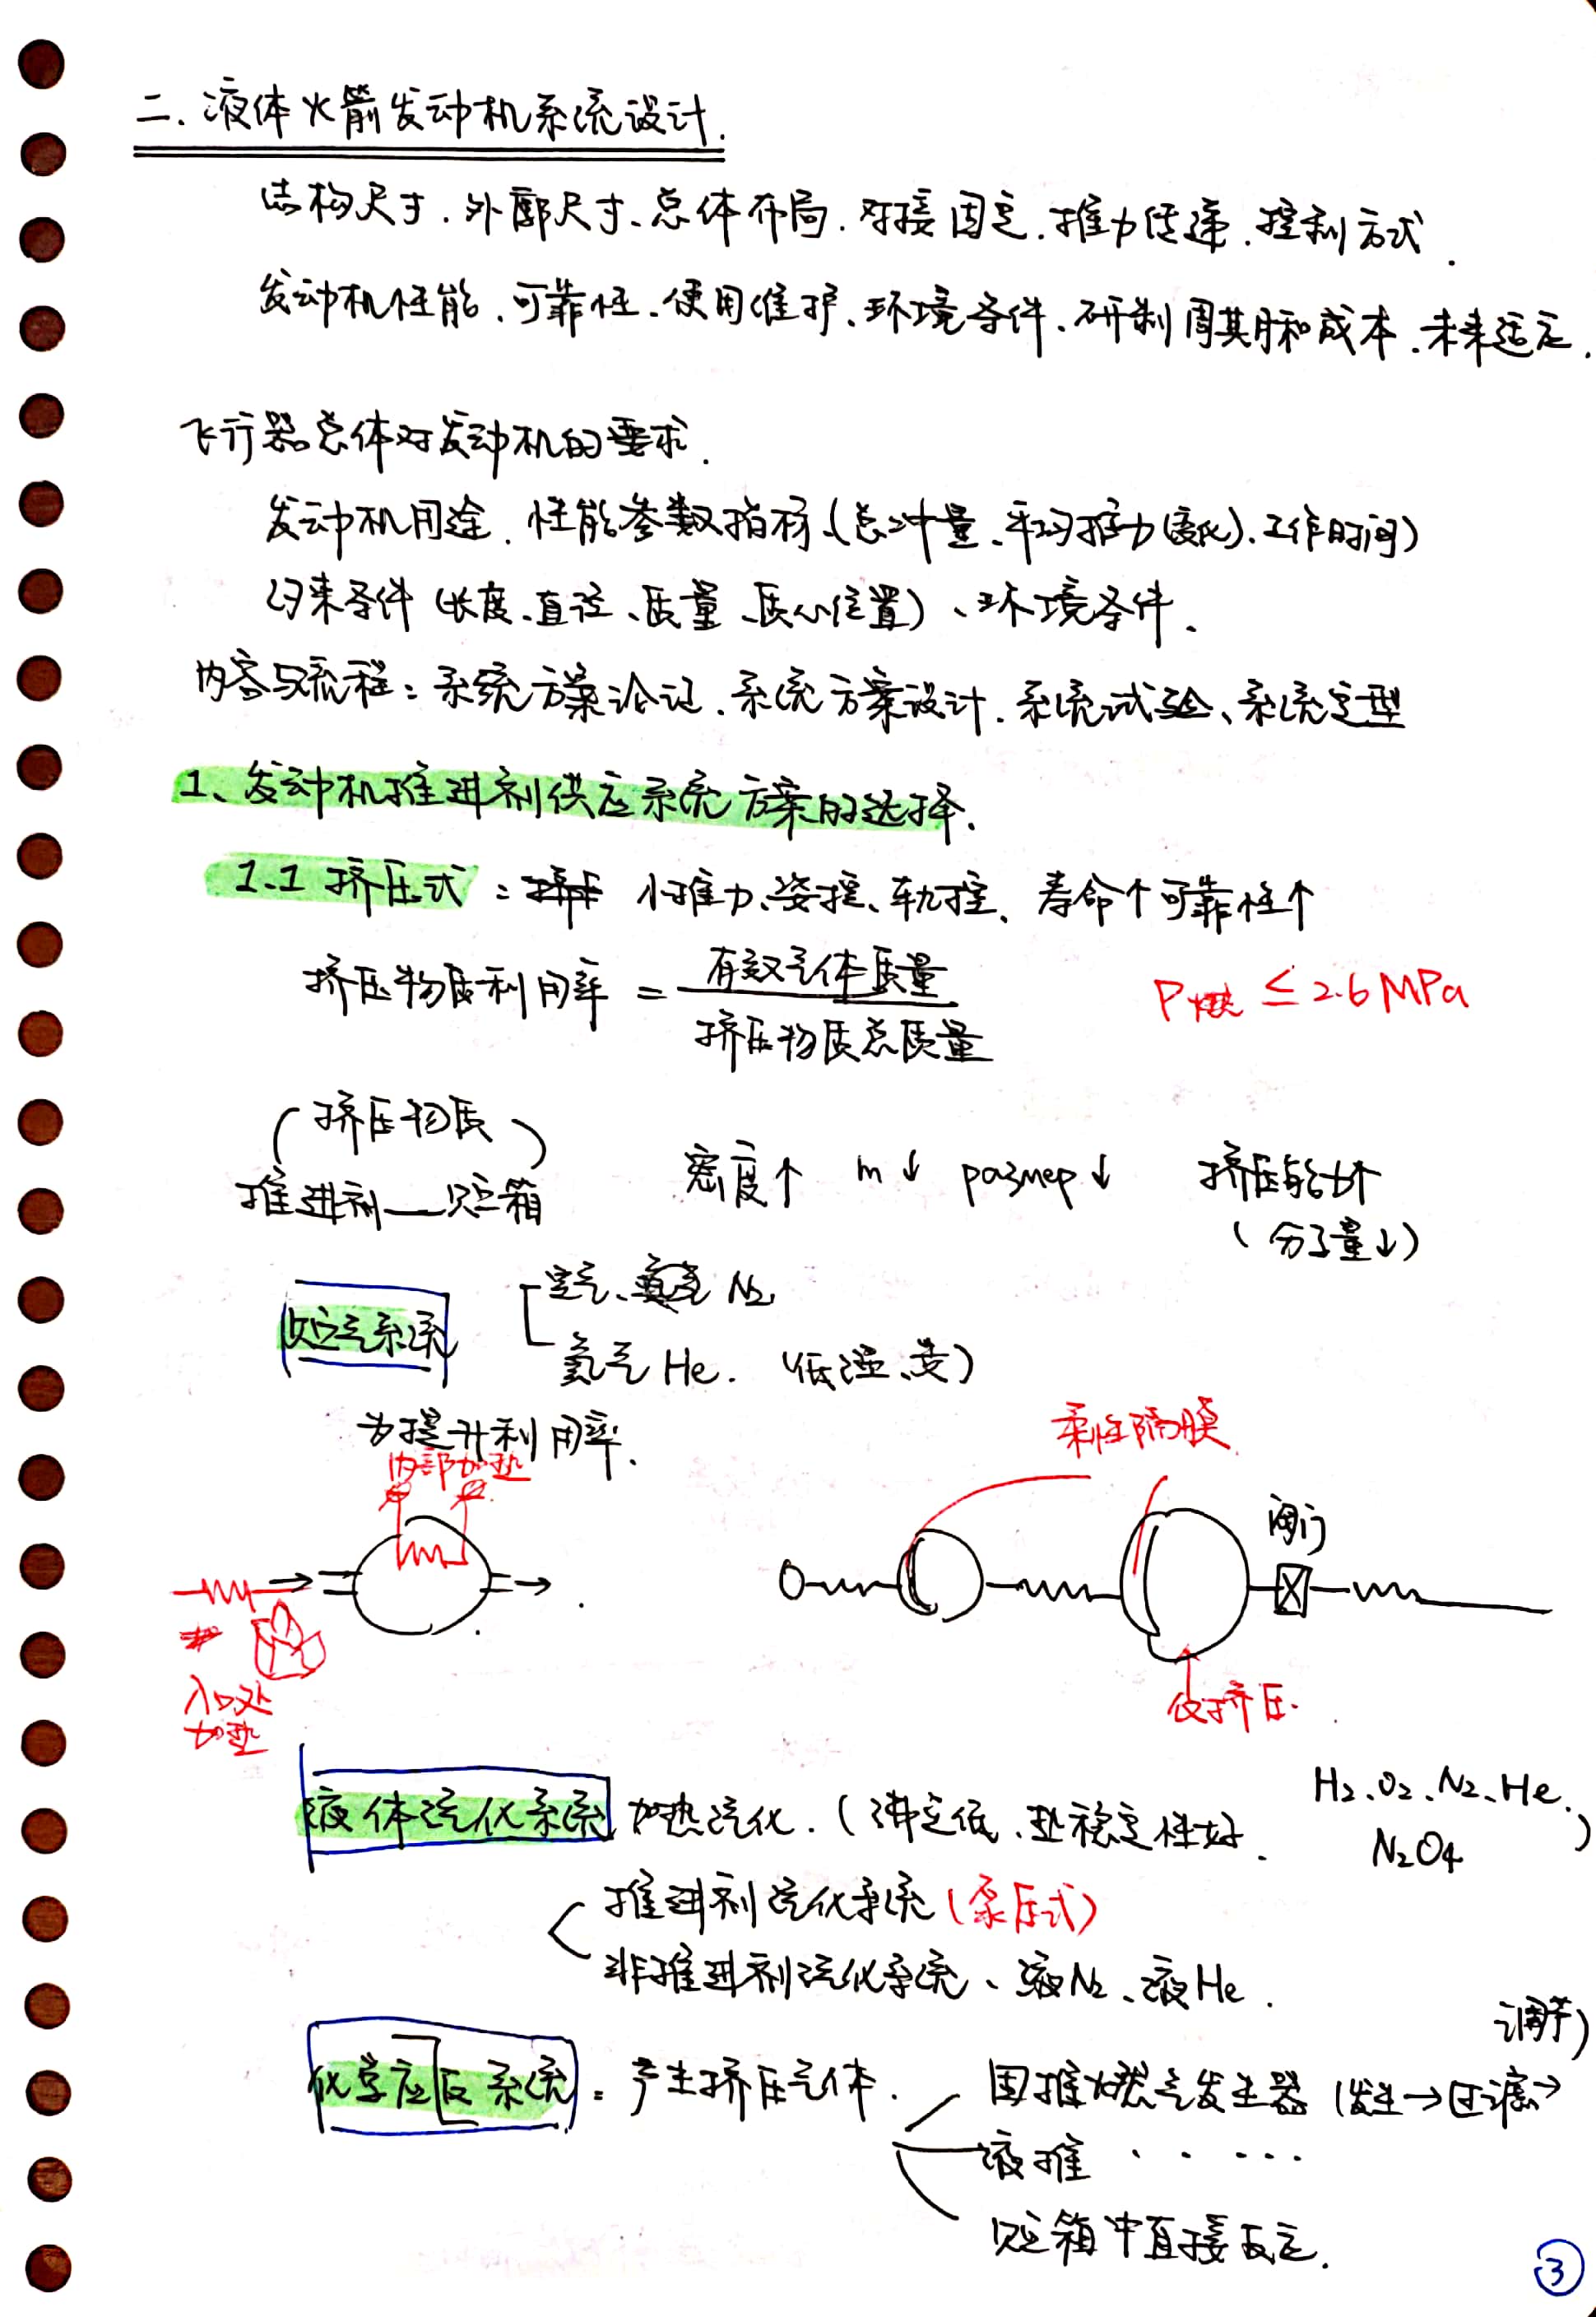 二.液体火箭发动机系统设计.
结构尺寸.外部尺寸、总体布局.对接固定.推力传递.控制方式.
发动机性能、可靠性、使用维护、环境条件、研制周期和成本.未来适应.
飞行器总体对发动机的要求.
发动机用途.性能参数指标(总冲量、平均推力(变化)、工作时间)
约束条件(长度、直径、质量、质心位置)、环境条件.
内容与流程:系统方案论证.系统方案设计.系统试验、系统定型
1、发动机推进剂供应系统方案的选择.
1.1 挤压式:小推力、姿控、轨控、寿命↑可靠性↑
挤压物质利用率 = 有效气体质量
挤压物质总质量
P燃 ≤ 2.6 MPa
(挤压物质)
推进剂—贮箱
密度↑ m↓ размер↓ 挤压能力↑
(分子量↓)
贮气系统
空气、氮气 N₂
氦气 He. (低温、贵)
为提升利用率.
内部加热
入口处
加热
柔性隔膜
阀门
仅挤压.
液体汽化系统 加热汽化.(沸点低、热稳定性好. H₂、O₂、N₂、He.
N₂O₄)
推进剂汽化系统(泵压式)
非推进剂汽化系统、液N₂、液He.
化学反应系统:产生挤压气体.
固推燃气发生器(发生→过滤→
调节)
液推 · · · · ·
贮箱中直接反应.
③